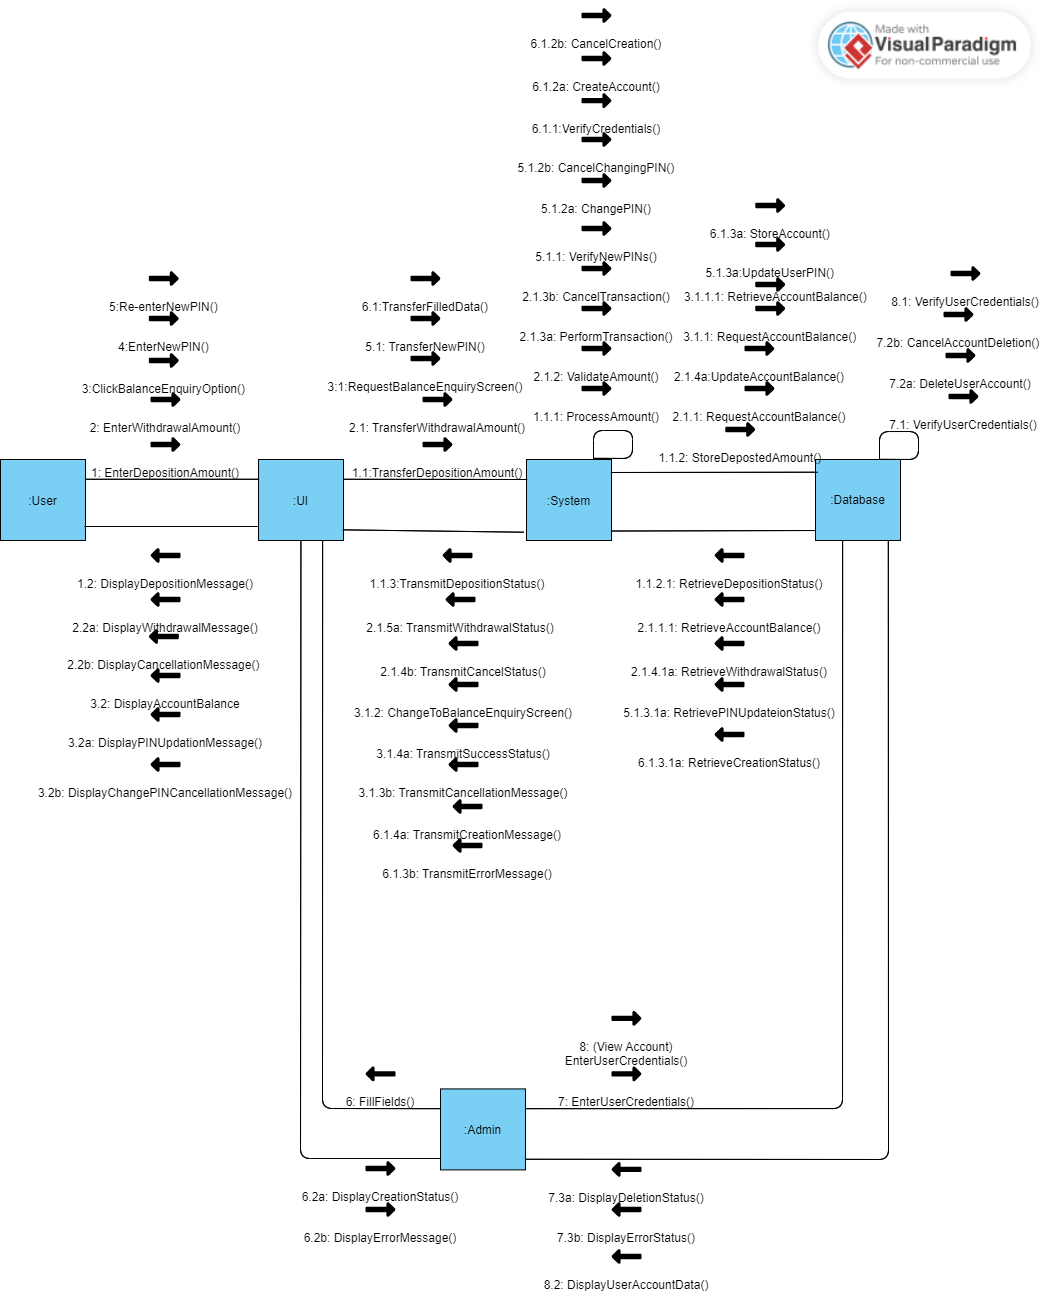 Made with
Visual Paradigm
For non-commercial use
6.1.2b: CancelCreation()
6.1.2a: CreateAccount()
6.1.1:VerifyCredentials()
5.1.2b: CancelChangingPIN()
5.1.2a: ChangePIN()
5.1.1: VerifyNewPINs()
2.1.3b: CancelTransaction()
2.1.3a: PerformTransaction()
2.1.2: ValidateAmount()
1.1.1: ProcessAmount()
6.1.3a: StoreAccount()
5.1.3a:UpdateUserPIN()
3.1.1.1: RetrieveAccountBalance()
3.1.1: RequestAccountBalance()
2.1.4a:UpdateAccountBalance()
2.1.1: RequestAccountBalance()
1.1.2: StoreDepostedAmount()
8.1: VerifyUserCredentials()
7.2b: CancelAccountDeletion()
7.2a: DeleteUserAccount()
7.1: VerifyUserCredentials()
5:Re-enterNewPIN()
4:EnterNewPIN()
3:ClickBalanceEnquiryOption()
2: EnterWithdrawalAmount()
1: EnterDepositionAmount()
6.1:TransferFilledData()
5.1: TransferNewPIN()
3:1:RequestBalanceEnquiryScreen()
2.1: TransferWithdrawalAmount()
1.1:TransferDepositionAmount()
:User
:UI
:System
:Database
1.2: DisplayDepositionMessage()
2.2a: DisplayWithdrawalMessage()
2.2b: DisplayCancellationMessage()
3.2: DisplayAccountBalance
3.2a: DisplayPINUpdationMessage()
3.2b: DisplayChangePINCancellationMessage()
1.1.3:TransmitDepositionStatus()
2.1.5a: TransmitWithdrawalStatus()
2.1.4b: TransmitCancelStatus()
3.1.2: ChangeToBalanceEnquiryScreen()
3.1.4a: TransmitSuccessStatus()
3.1.3b: TransmitCancellationMessage()
6.1.4a: TransmitCreationMessage()
6.1.3b: TransmitErrorMessage()
1.1.2.1: RetrieveDepositionStatus()
2.1.1.1: RetrieveAccountBalance()
2.1.4.1a: RetrieveWithdrawalStatus()
5.1.3.1a: RetrievePINUpdateionStatus()
6.1.3.1a: RetrieveCreationStatus()
8: (View Account)
EnterUserCredentials()
6: FillFields()
7: EnterUserCredentials()
:Admin
6.2a: DisplayCreationStatus()
6.2b: DisplayErrorMessage()
7.3a: DisplayDeletionStatus()
7.3b: DisplayErrorStatus()
8.2: DisplayUserAccountData()